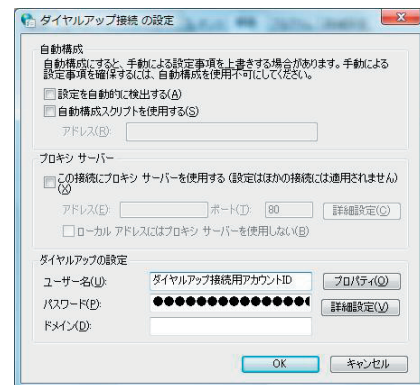 ダイヤルアップ接続 の設定
自動構成
自動構成にすると、手動による設定事項を上書きする場合があります。手動による
設定事項を確保するには、自動構成を使用不可にしてください。
設定を自動的に検出する(A)
自動構成スクリプトを使用する(S)
アドレス(R):
プロキシ サーバー
この接続にプロキシ サーバーを使用する (設定はほかの接続には適用されません)
(X)
アドレス(E): ポート(T): 80 詳細設定(C)
ローカル アドレスにはプロキシ サーバーを使用しない(B)
ダイヤルアップの設定
ユーザー名(U): ダイヤルアップ接続用アカウントID プロパティ(O)
パスワード(P): ●●●●●●●●●●●●●●● 詳細設定(V)
ドメイン(D):
OK キャンセル